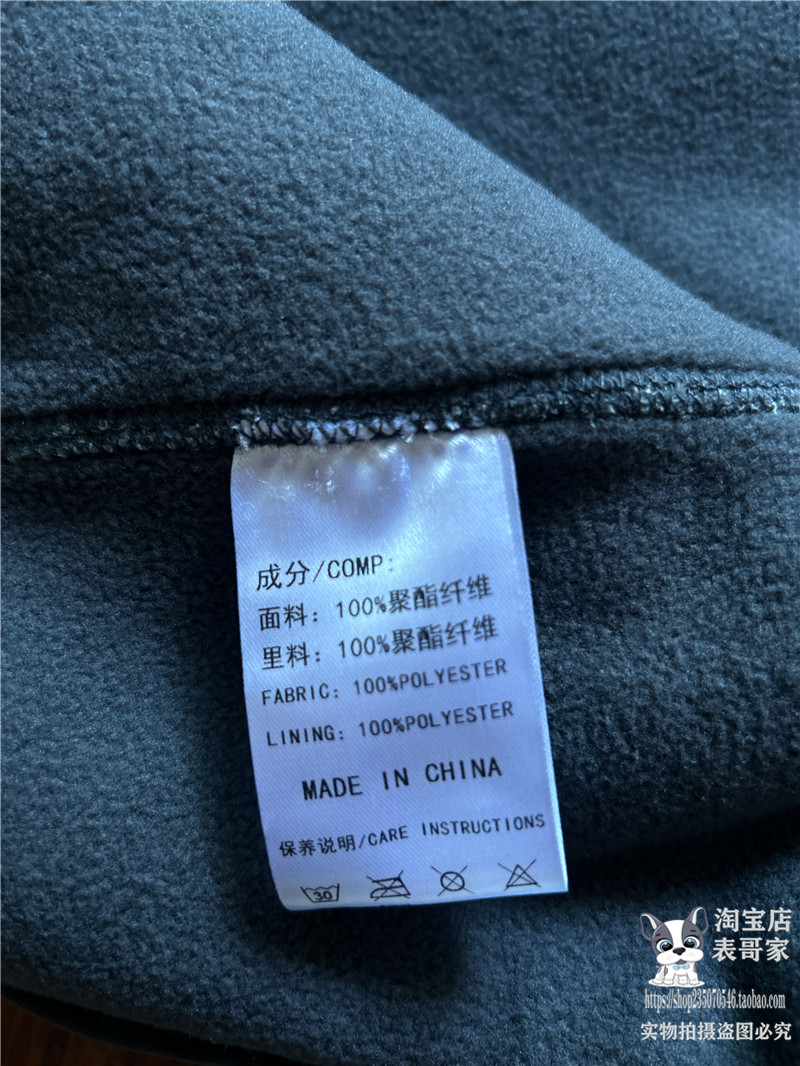 成分/COMP:
面料：100%聚酯纤维
里料：100%聚酯纤维
FABRIC: 100%POLYESTER
LINING: 100%POLYESTER
MADE IN CHINA
保养说明/CARE INSTRUCTIONS
30
淘宝店
表哥家
https://shop235070546.taobao.com
实物拍摄盗图必究